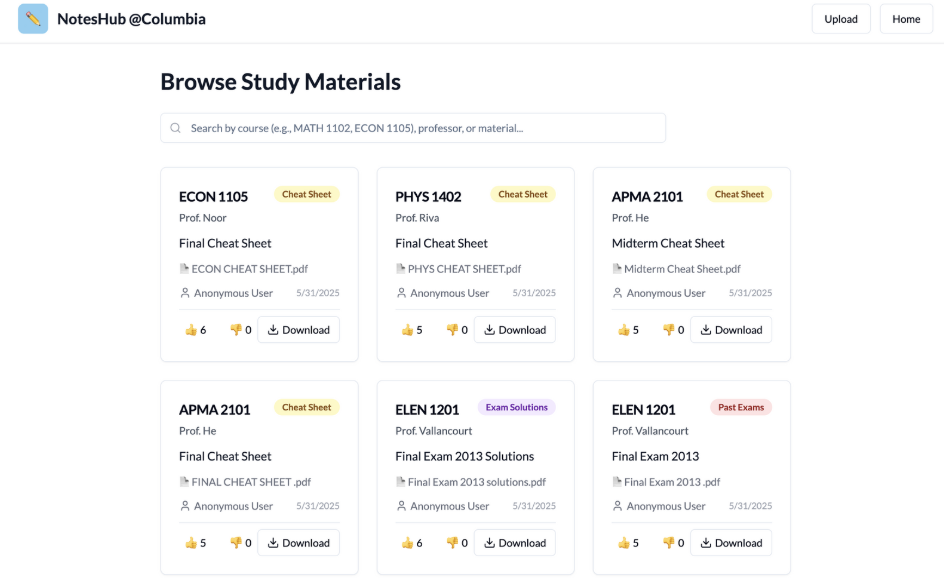 NotesHub @Columbia
Upload
Home
Browse Study Materials
Search by course (e.g., MATH 1102, ECON 1105), professor, or material...
ECON 1105
Cheat Sheet
Prof. Noor
Final Cheat Sheet
ECON CHEAT SHEET.pdf
Anonymous User 5/31/2025
6 0 Download
PHYS 1402
Cheat Sheet
Prof. Riva
Final Cheat Sheet
PHYS CHEAT SHEET.pdf
Anonymous User 5/31/2025
5 0 Download
APMA 2101
Cheat Sheet
Prof. He
Midterm Cheat Sheet
Midterm Cheat Sheet.pdf
Anonymous User 5/31/2025
5 0 Download
APMA 2101
Cheat Sheet
Prof. He
Final Cheat Sheet
FINAL CHEAT SHEET .pdf
Anonymous User 5/31/2025
5 0 Download
ELEN 1201
Exam Solutions
Prof. Vallancourt
Final Exam 2013 Solutions
Final Exam 2013 solutions.pdf
Anonymous User 5/31/2025
6 0 Download
ELEN 1201
Past Exams
Prof. Vallancourt
Final Exam 2013
Final Exam 2013 .pdf
Anonymous User 5/31/2025
5 0 Download